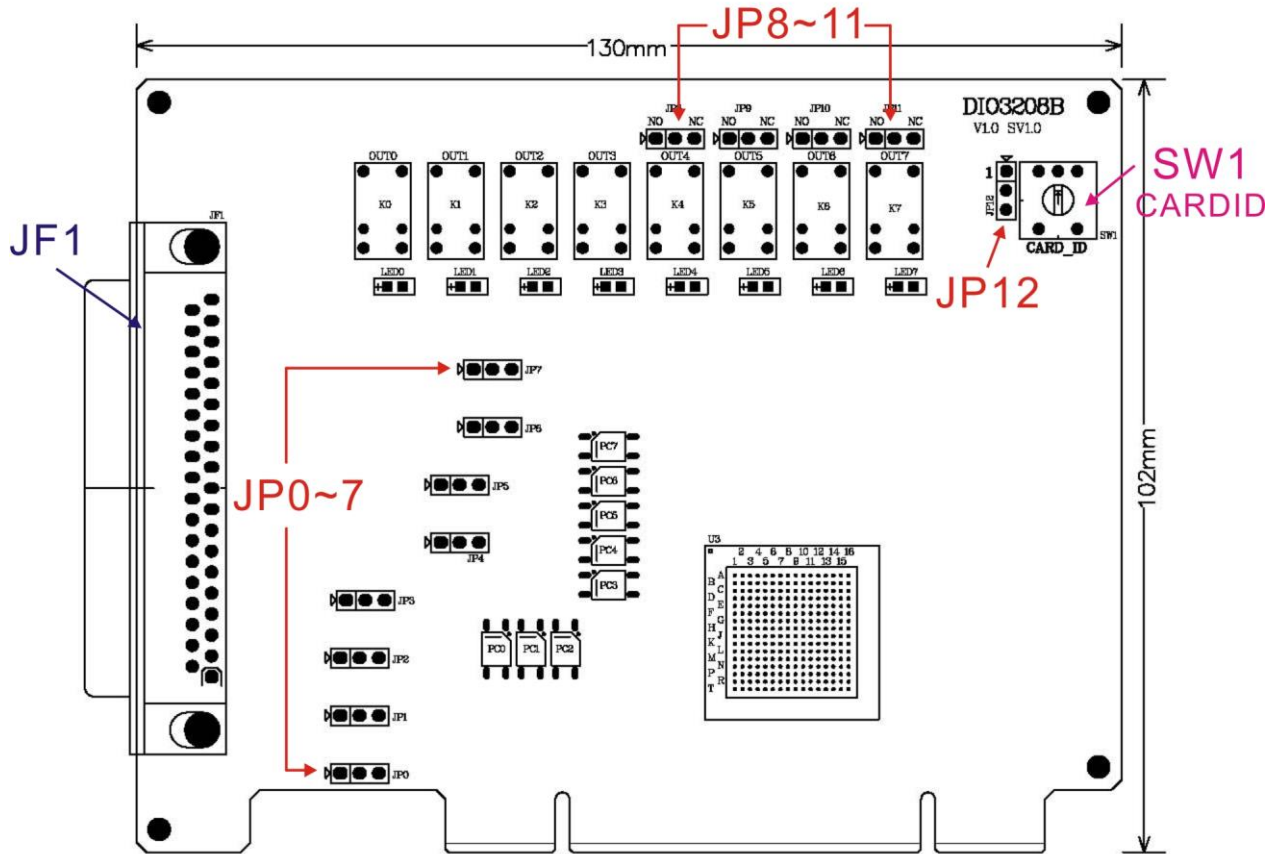 JP8~11
130mm
JP8 JP9 JP10 JP11
NO NC NO NC NO NC NO NC
DIO3208B
V1.0 SV1.0
OUT0 OUT1 OUT2 OUT3 OUT4 OUT5 OUT6 OUT7
K0 K1 K2 K3 K4 K5 K6 K7
1
JP12
SW1
CARDID
SW1
CARD_ID
JP12
JF1
JF1
LED0 LED1 LED2 LED3 LED4 LED5 LED6 LED7
JP7
JP6
JP5
JP4
JP0~7
PC7
PC6
PC5
PC4
PC3
102mm
U3
2 4 6 8 10 12 14 16
1 3 5 7 9 11 13 15
A
B
C
D
E
F
G
H
J
K
L
M
N
P
R
T
JP3
PC0 PC1 PC2
JP2
JP1
JP0